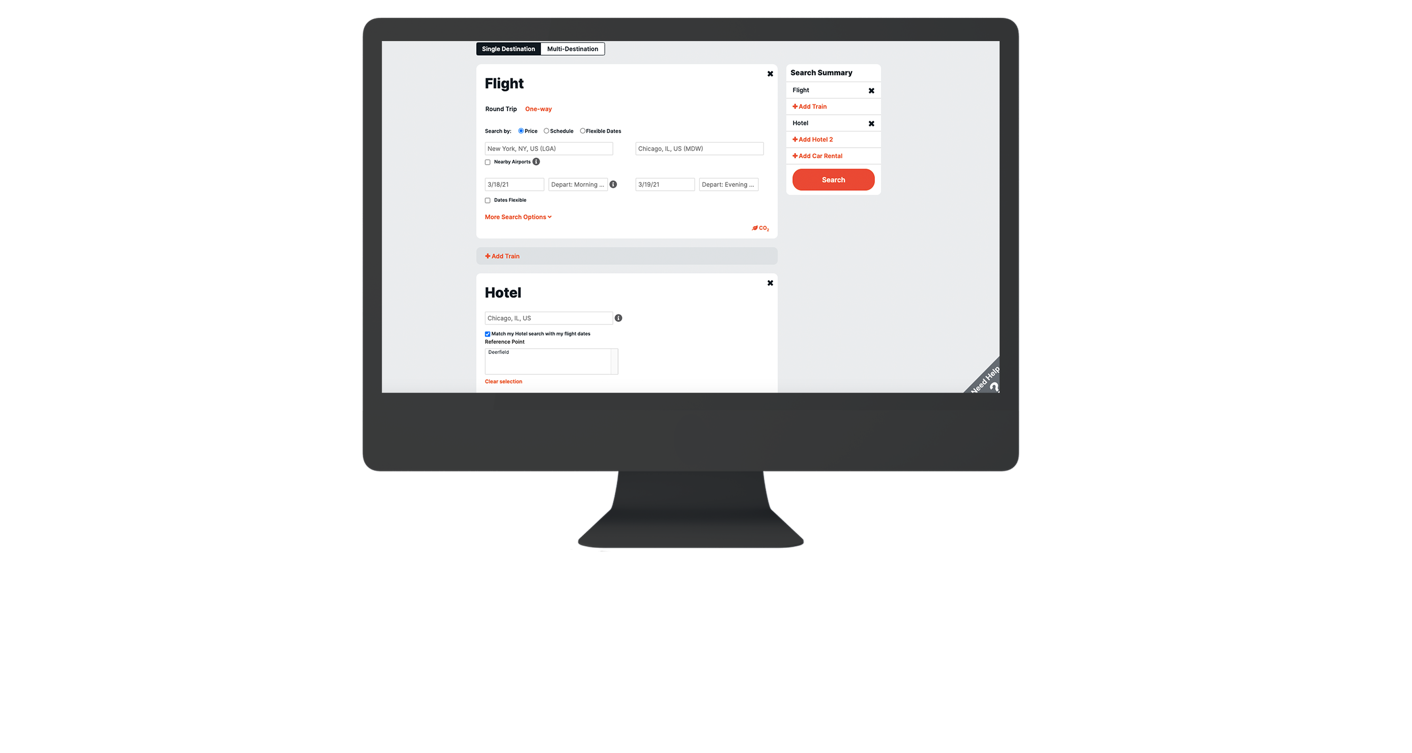 Single Destination Multi-Destination
Flight
Round Trip One-way
Search by: Price Schedule Flexible Dates
New York, NY, US (LGA) Chicago, IL, US (MDW)
Nearby Airports
3/18/21 Depart: Morning ... 3/19/21 Depart: Evening ...
Dates Flexible
More Search Options
CO2
+ Add Train
Hotel
Chicago, IL, US
Match my Hotel search with my flight dates
Reference Point
Deerfield
Clear selection
Search Summary
Flight
+ Add Train
Hotel
+ Add Hotel 2
+ Add Car Rental
Search
Need Help
?